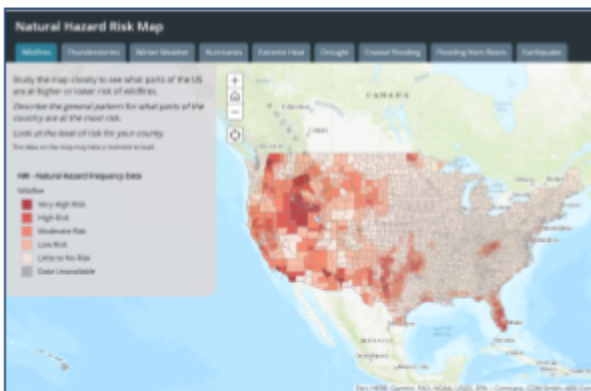 Natural Hazard Risk Map
Wildfires Thunderstorms Winter Weather Hurricanes Extreme Heat Drought Coastal Flooding Flooding from Rivers Earthquake
Study the map closely to see what parts of the US
are at higher or lower risk of wildfires.
Describe the general pattern for what parts of the
country are at the most risk.
Look at the level of risk for your county.
The data on the map may take a moment to load.
NRI - Natural Hazard Frequency Data
Wildfire
Very High Risk
High Risk
Moderate Risk
Low Risk
Little to No Risk
Data Unavailable
CANADA
Calgary
MEXICO
Miami